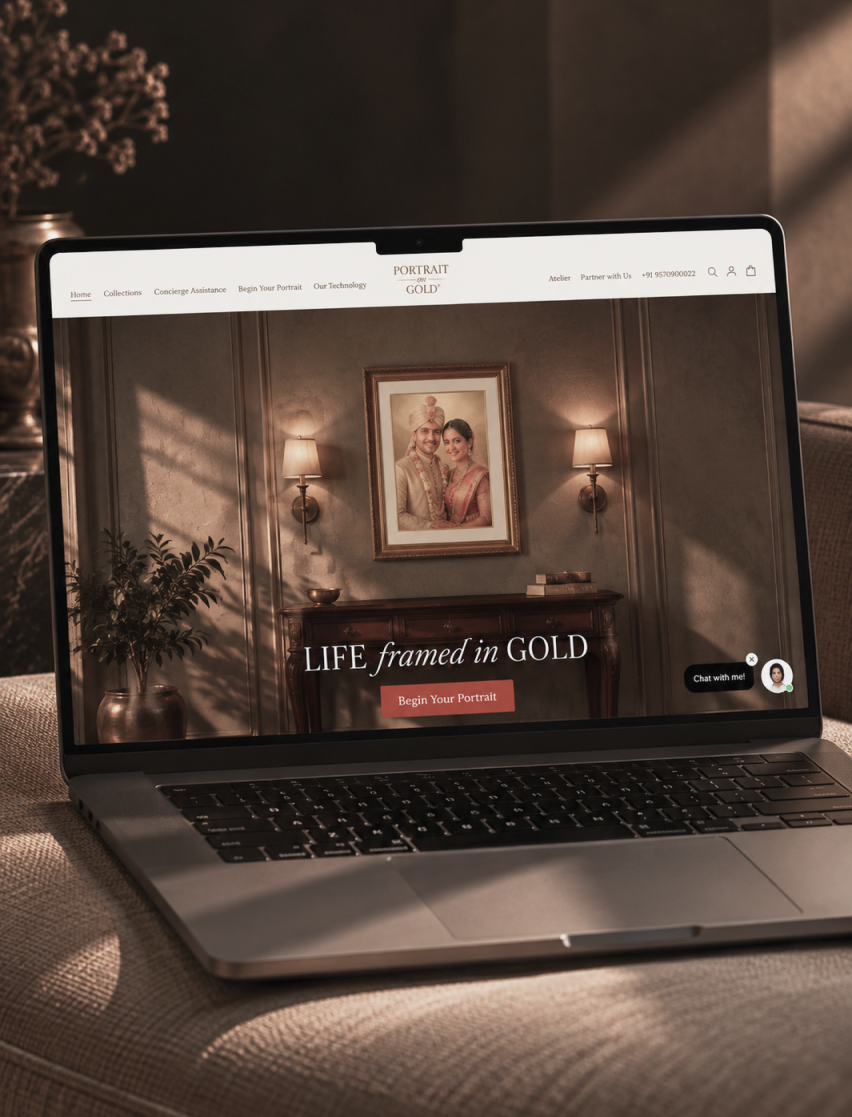 Home Collections Concierge Assistance Begin Your Portrait Our Technology
PORTRAIT
on
GOLD®
Atelier Partner with Us +91 9570900022
LIFE framed in GOLD
Begin Your Portrait
Chat with me!